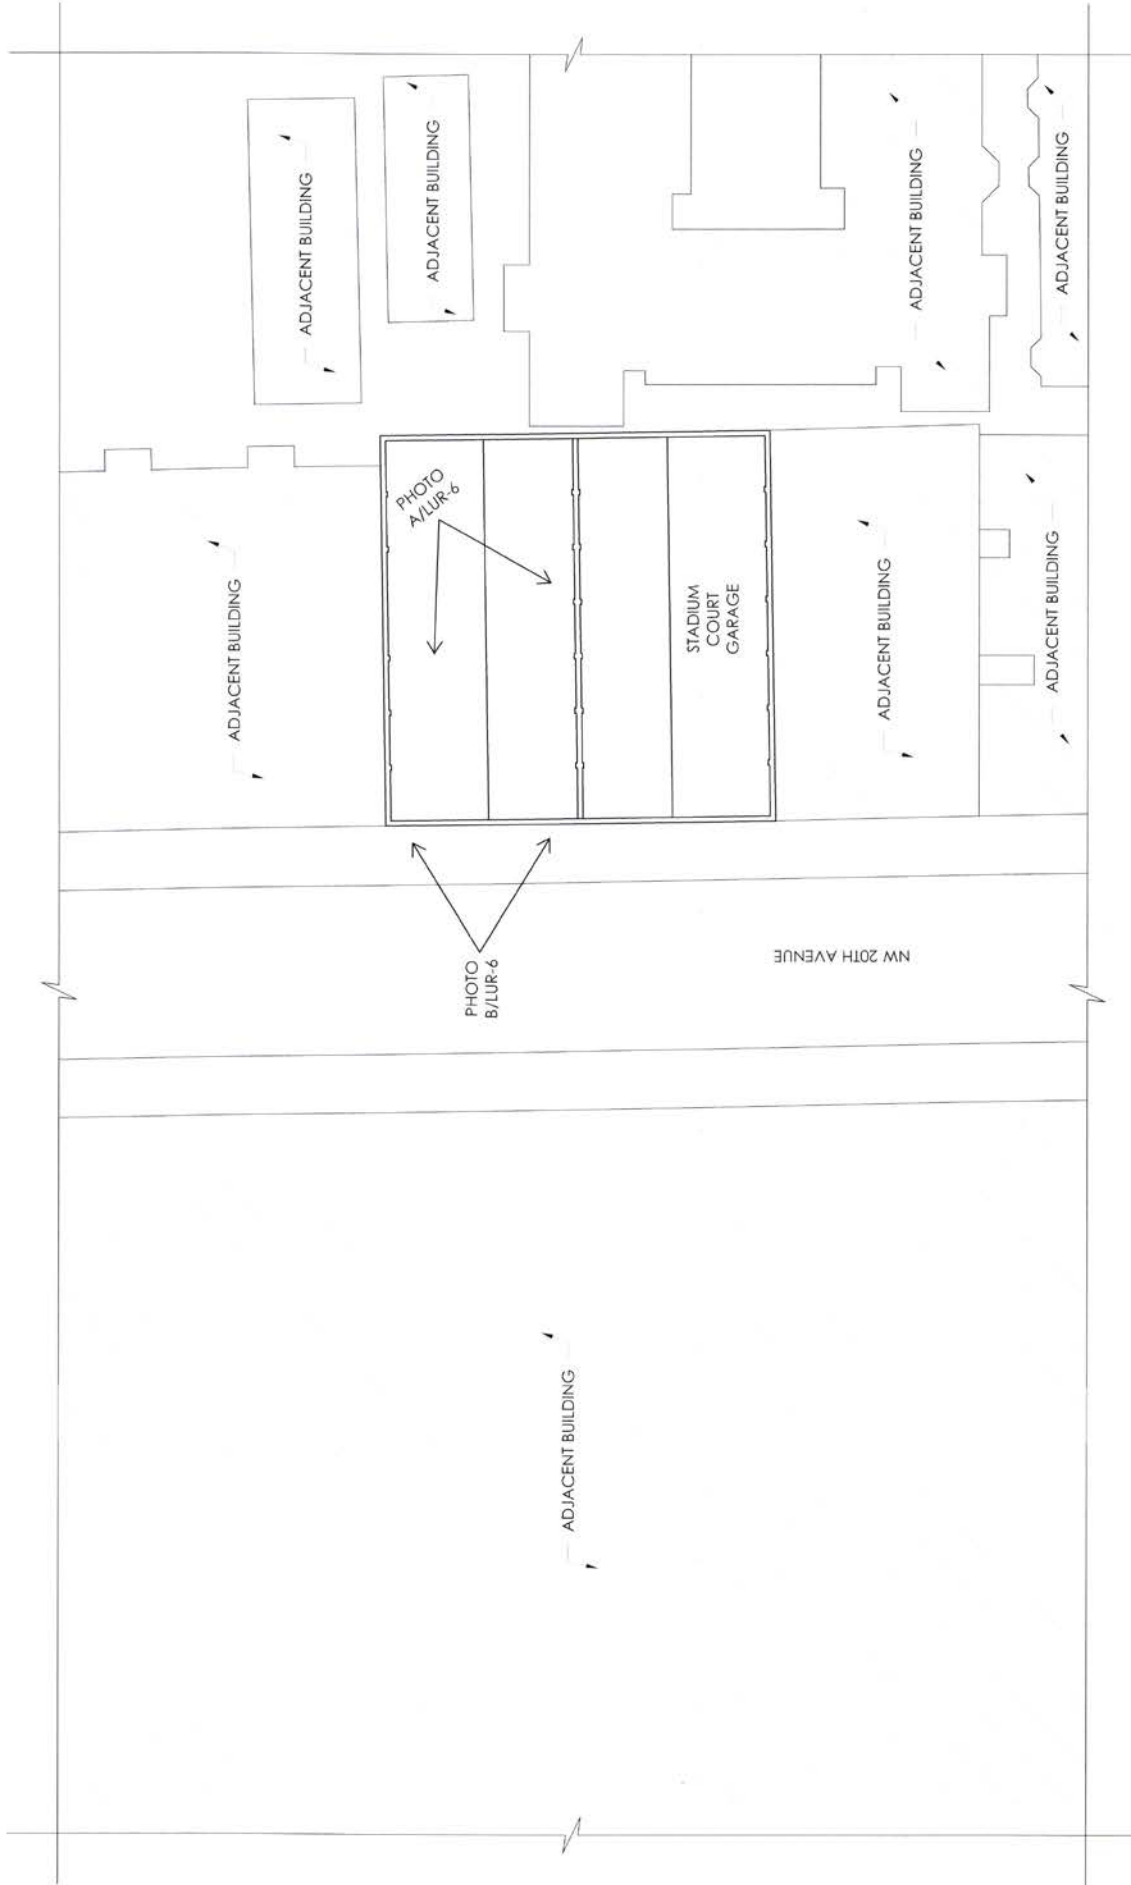 ADJACENT BUILDING
ADJACENT BUILDING
ADJACENT BUILDING
ADJACENT BUILDING
ADJACENT BUILDING
PHOTO
A/LUR-6
STADIUM
COURT
GARAGE
ADJACENT BUILDING
ADJACENT BUILDING
PHOTO
B/LUR-6
NW 20TH AVENUE
ADJACENT BUILDING